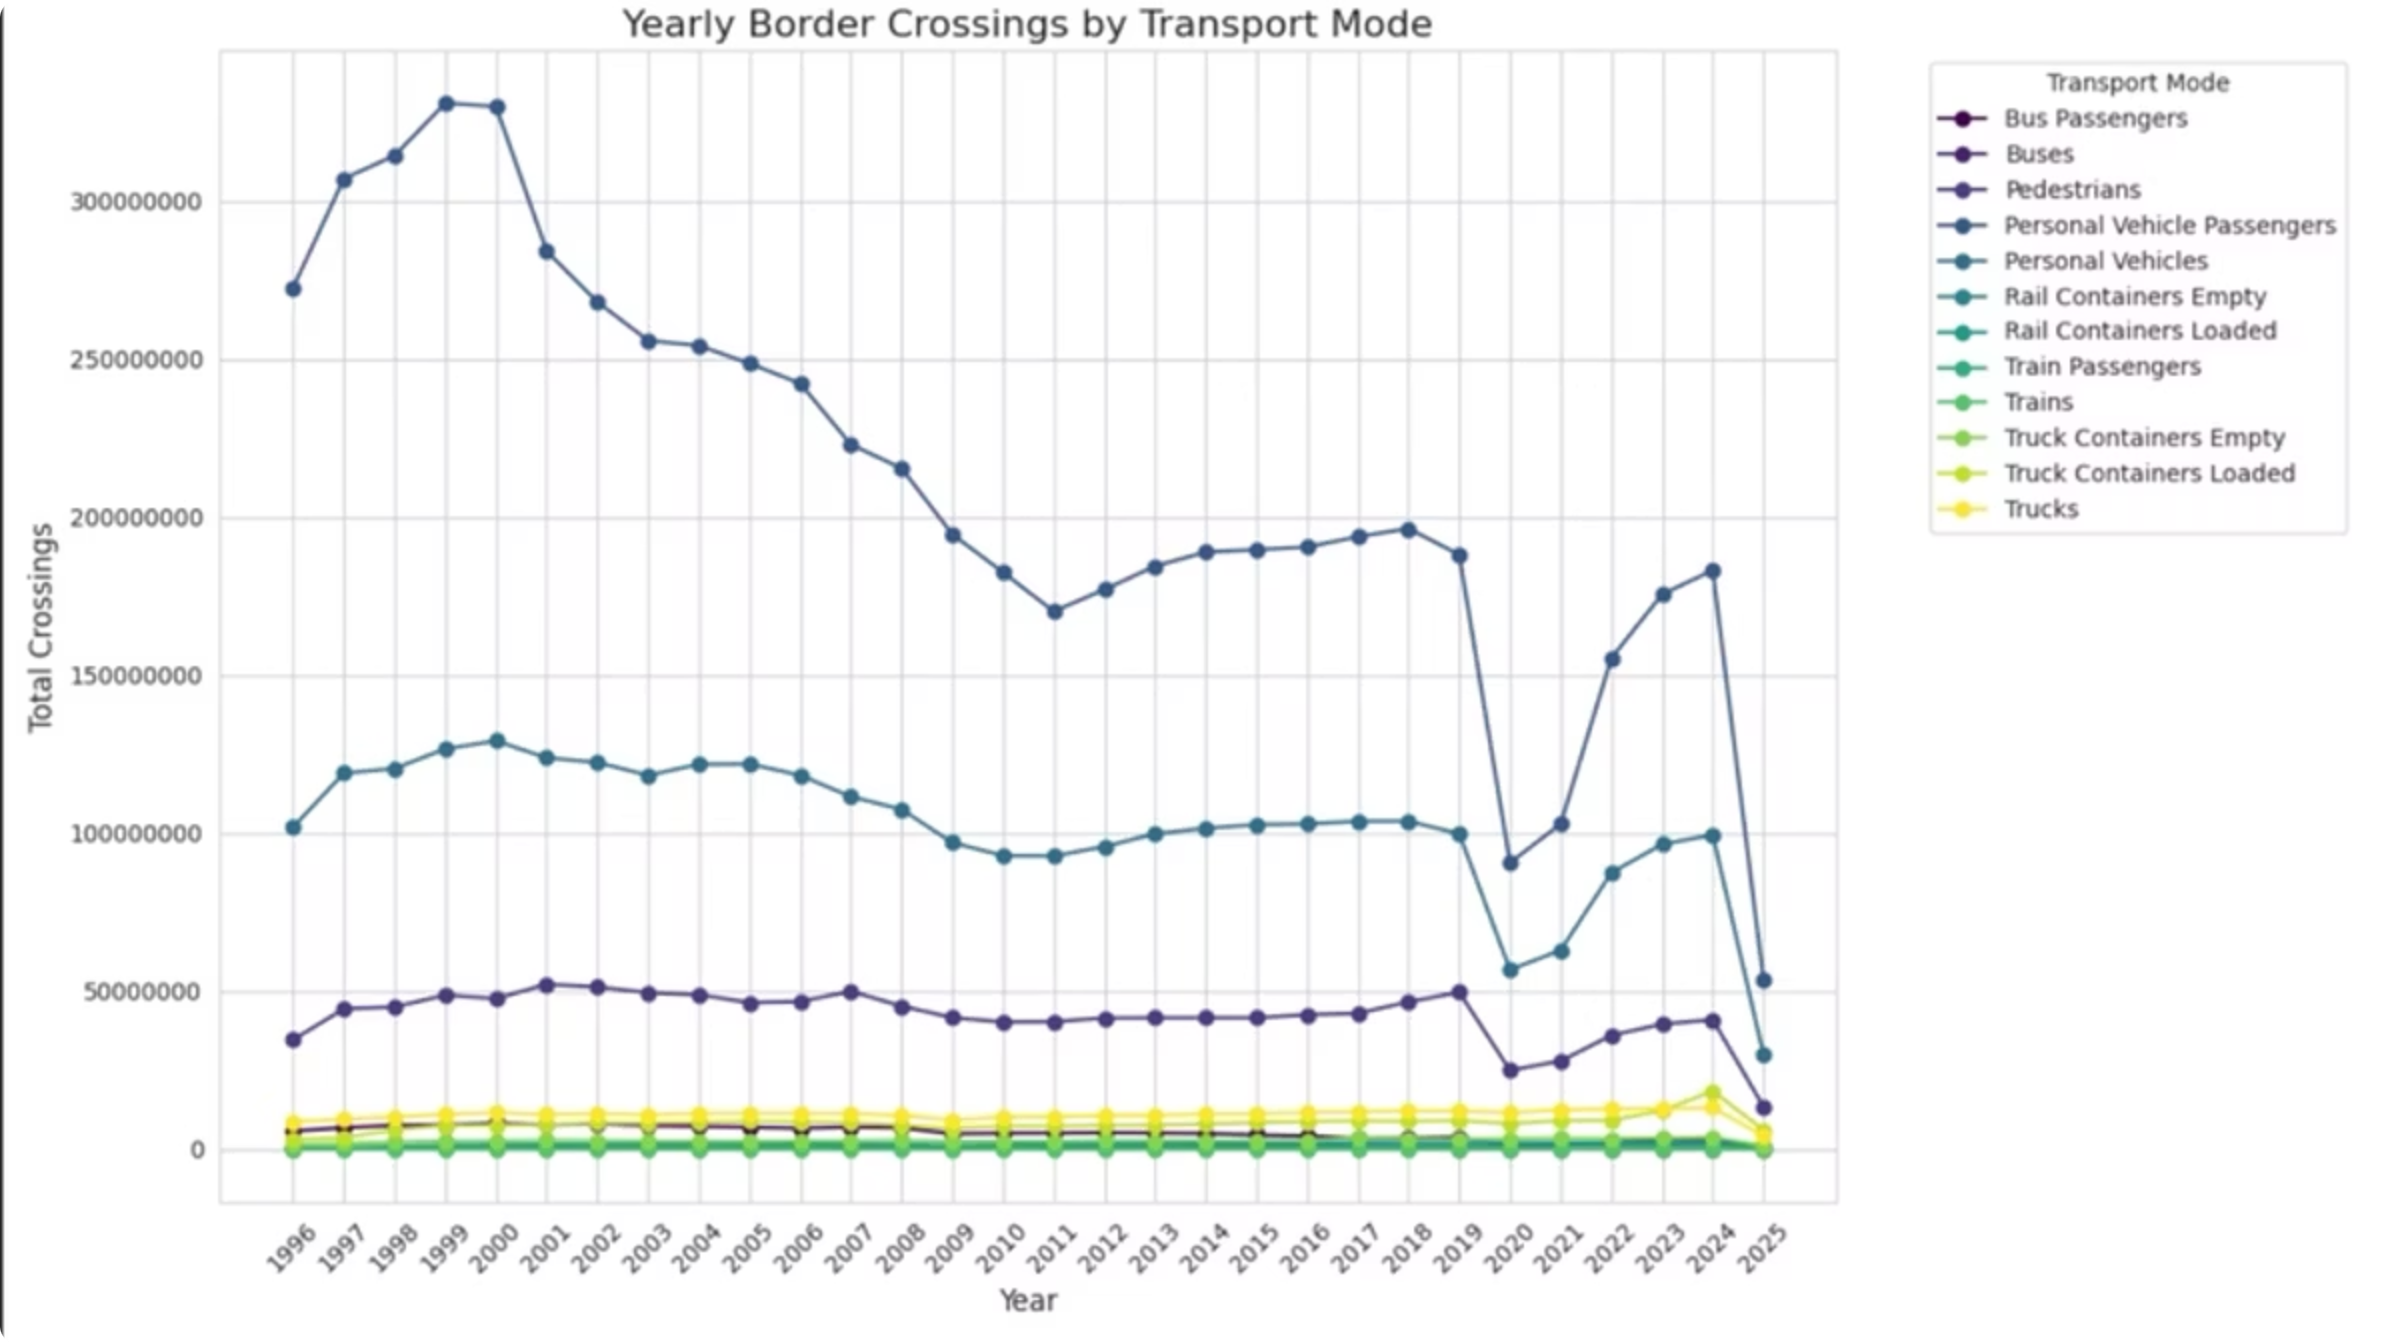 Yearly Border Crossings by Transport Mode
Total Crossings
300000000
250000000
200000000
150000000
100000000
50000000
0
1996 1997 1998 1999 2000 2001 2002 2003 2004 2005 2006 2007 2008 2009 2010 2011 2012 2013 2014 2015 2016 2017 2018 2019 2020 2021 2022 2023 2024 2025
Year
Transport Mode
Bus Passengers
Buses
Pedestrians
Personal Vehicle Passengers
Personal Vehicles
Rail Containers Empty
Rail Containers Loaded
Train Passengers
Trains
Truck Containers Empty
Truck Containers Loaded
Trucks